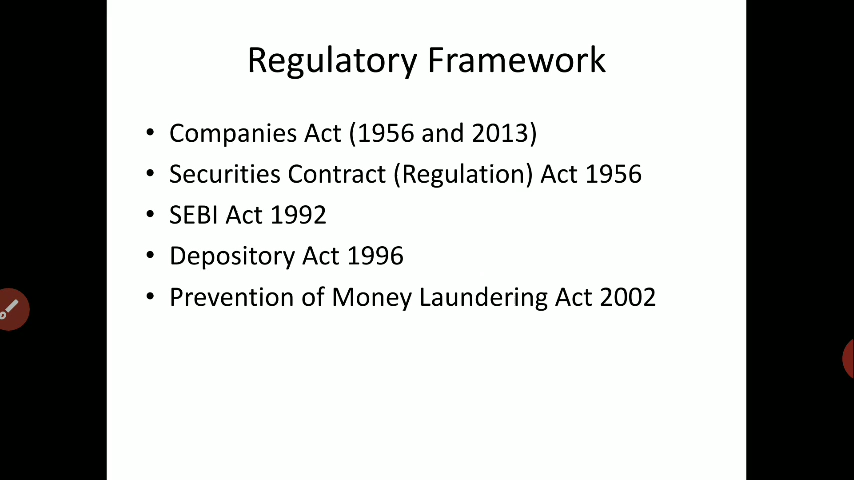 Regulatory Framework
• Companies Act (1956 and 2013)
• Securities Contract (Regulation) Act 1956
• SEBI Act 1992
• Depository Act 1996
• Prevention of Money Laundering Act 2002